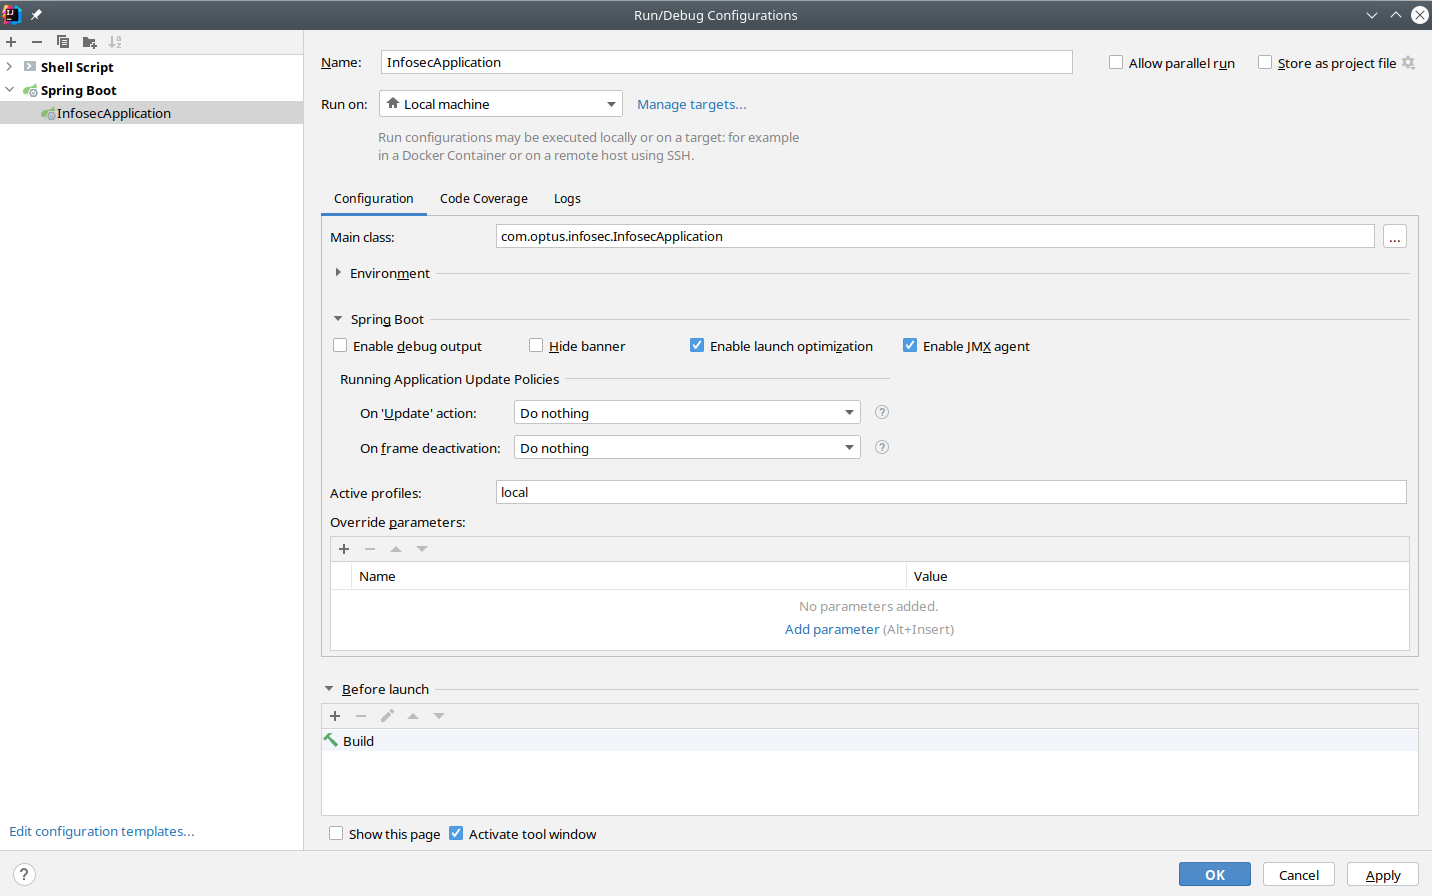 Run/Debug Configurations
Shell Script
Spring Boot
InfosecApplication
Edit configuration templates...
Name: InfosecApplication Allow parallel run Store as project file
Run on: Local machine Manage targets...
Run configurations may be executed locally or on a target: for example
in a Docker Container or on a remote host using SSH.
Configuration Code Coverage Logs
Main class: com.optus.infosec.InfosecApplication ...
Environment
Spring Boot
Enable debug output Hide banner Enable launch optimization Enable JMX agent
Running Application Update Policies
On 'Update' action: Do nothing ?
On frame deactivation: Do nothing ?
Active profiles: local
Override parameters:
Name Value
No parameters added.
Add parameter (Alt+Insert)
Before launch
Build
Show this page Activate tool window
? OK Cancel Apply